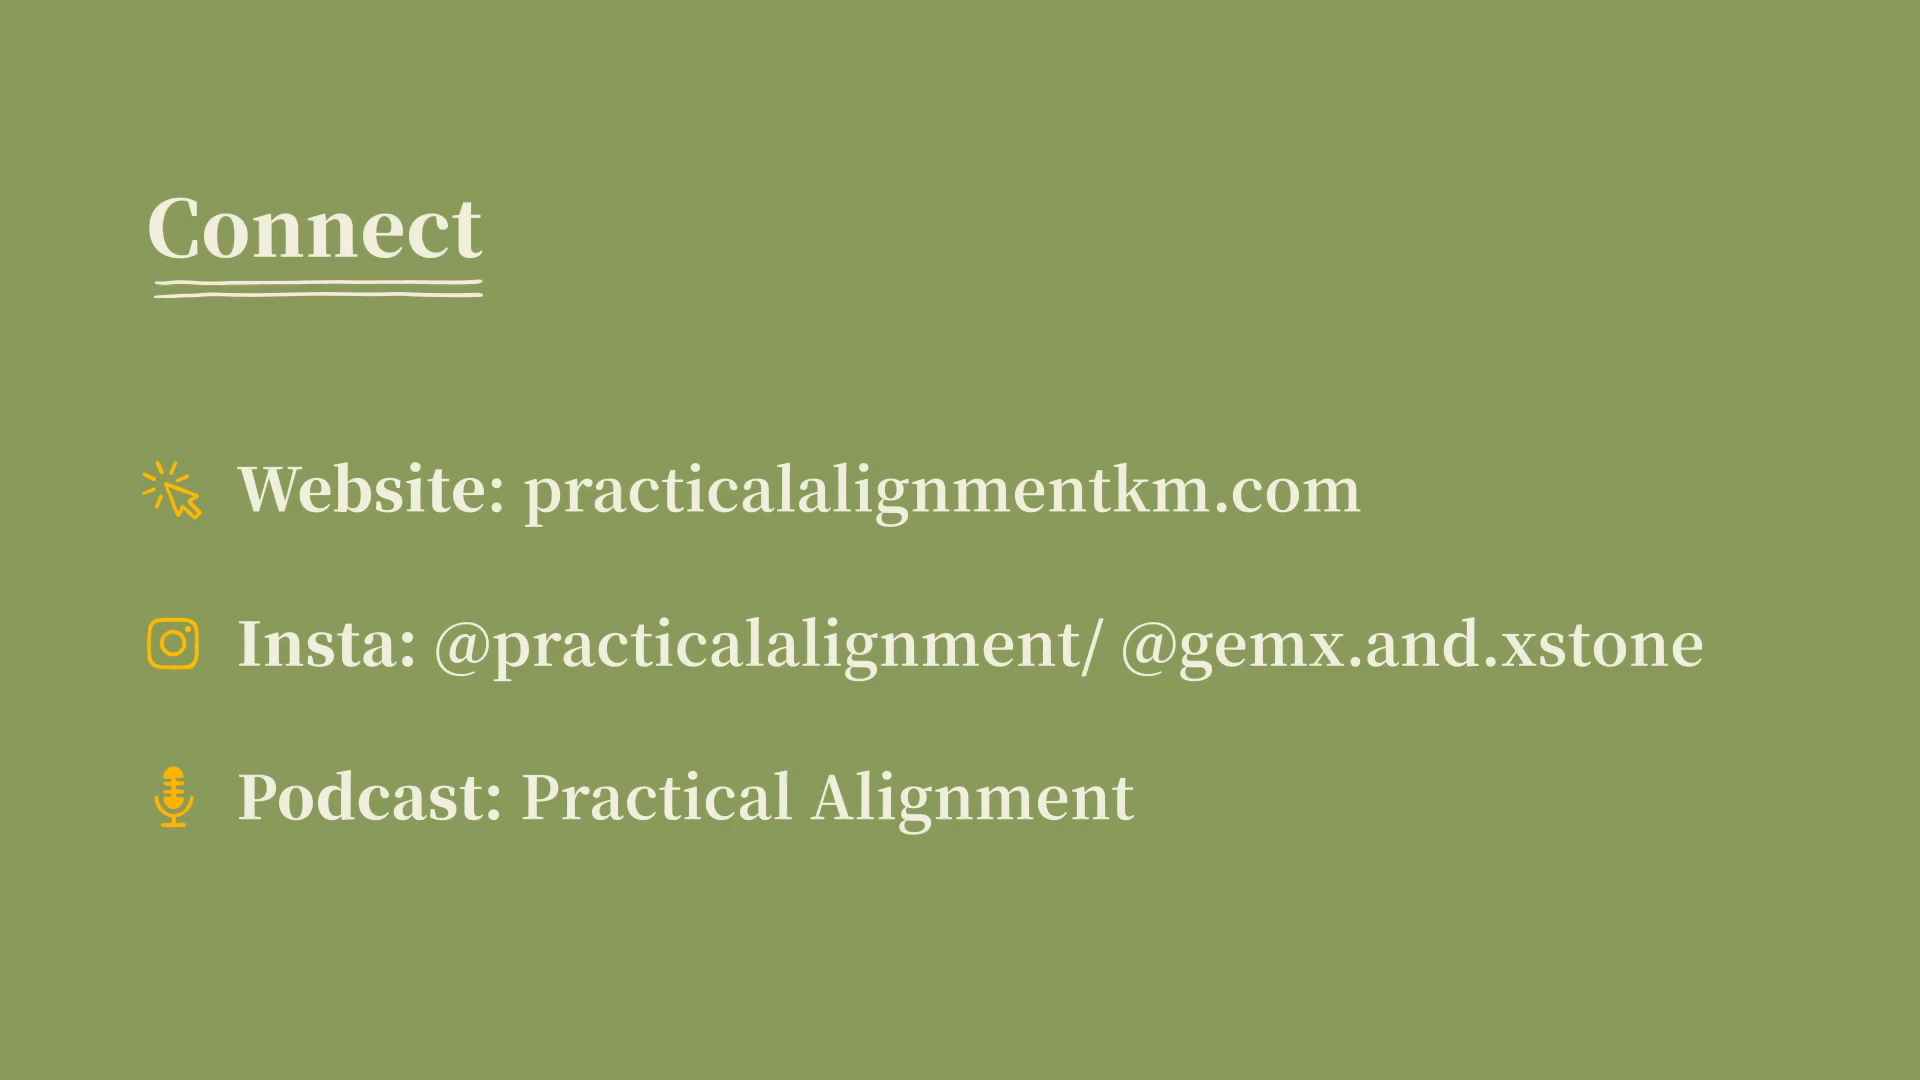 Connect
Website: practicalalignmentkm.com
Insta: @practicalalignment/ @gemx.and.xstone
Podcast: Practical Alignment